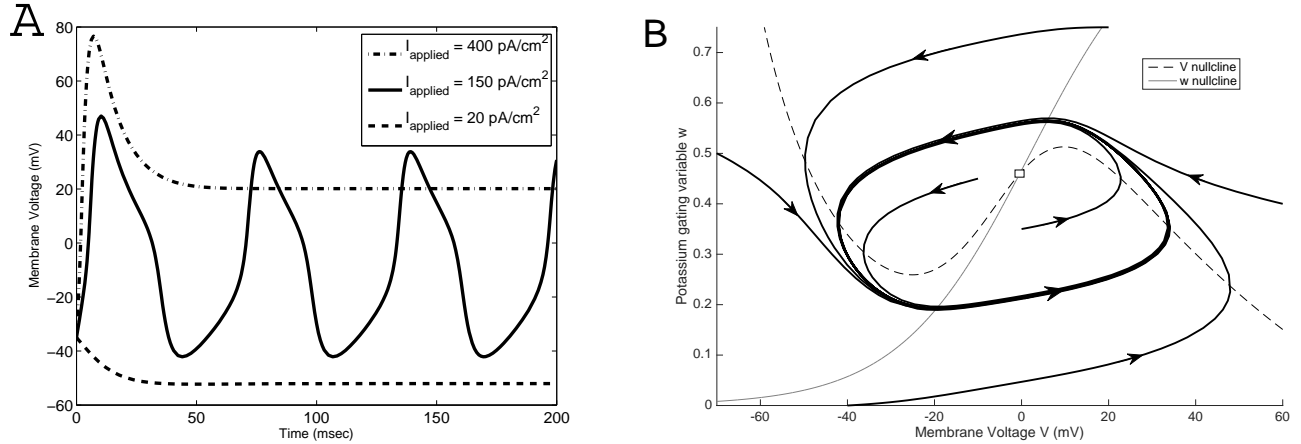 A
I applied = 400 pA/cm²
I applied = 150 pA/cm²
I applied = 20 pA/cm²
80
60
40
20
0
−20
−40
−60
0
50
100
150
200
Membrane Voltage (mV)
Time (msec)
B
V nullcline
w nullcline
0.7
0.6
0.5
0.4
0.3
0.2
0.1
0
-60
-40
-20
0
20
40
60
Potassium gating variable w
Membrane Voltage V (mV)